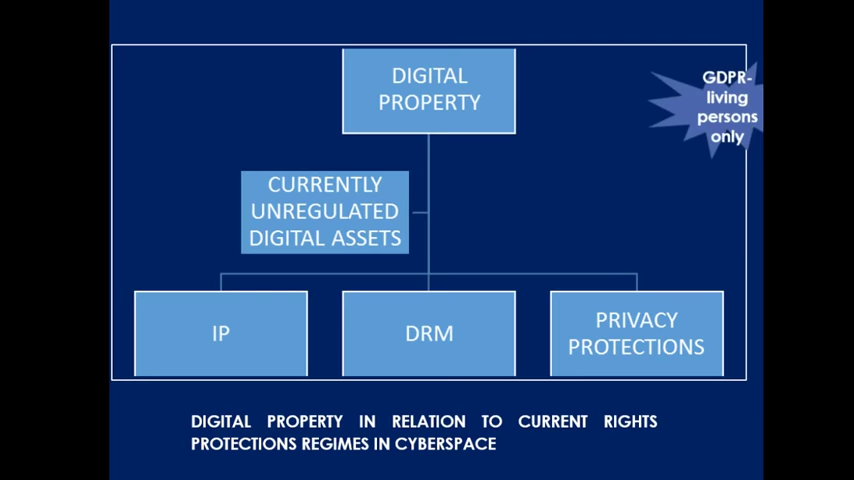 DIGITAL
PROPERTY
GDPR-
living
persons
only
CURRENTLY
UNREGULATED
DIGITAL ASSETS
IP
DRM
PRIVACY
PROTECTIONS
DIGITAL PROPERTY IN RELATION TO CURRENT RIGHTS
PROTECTIONS REGIMES IN CYBERSPACE